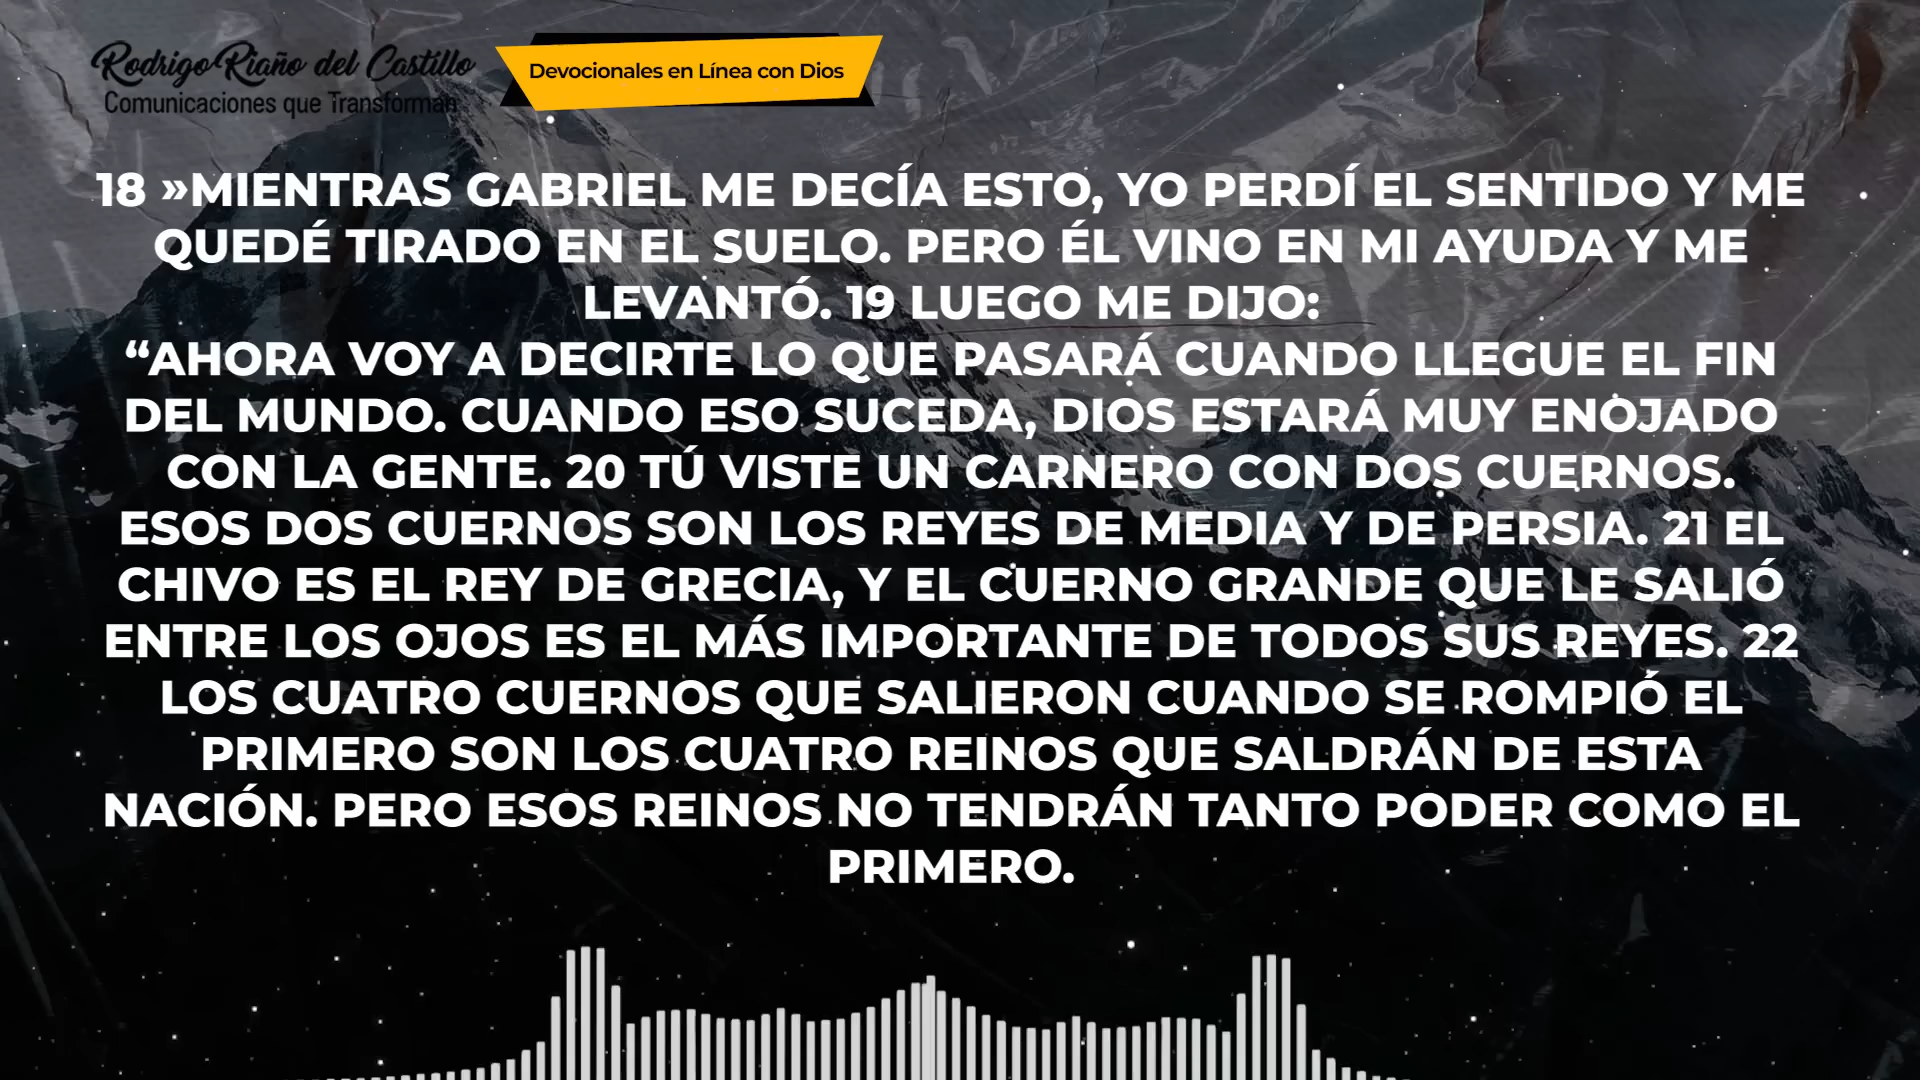 Rodrigo Riaño del Castillo
Comunicaciones que Transforman
Devocionales en Línea con Dios
18 »MIENTRAS GABRIEL ME DECÍA ESTO, YO PERDÍ EL SENTIDO Y ME
QUEDÉ TIRADO EN EL SUELO. PERO ÉL VINO EN MI AYUDA Y ME
LEVANTÓ. 19 LUEGO ME DIJO:
“AHORA VOY A DECIRTE LO QUE PASARÁ CUANDO LLEGUE EL FIN
DEL MUNDO. CUANDO ESO SUCEDA, DIOS ESTARÁ MUY ENOJADO
CON LA GENTE. 20 TÚ VISTE UN CARNERO CON DOS CUERNOS.
ESOS DOS CUERNOS SON LOS REYES DE MEDIA Y DE PERSIA. 21 EL
CHIVO ES EL REY DE GRECIA, Y EL CUERNO GRANDE QUE LE SALIÓ
ENTRE LOS OJOS ES EL MÁS IMPORTANTE DE TODOS SUS REYES. 22
LOS CUATRO CUERNOS QUE SALIERON CUANDO SE ROMPIÓ EL
PRIMERO SON LOS CUATRO REINOS QUE SALDRÁN DE ESTA
NACIÓN. PERO ESOS REINOS NO TENDRÁN TANTO PODER COMO EL
PRIMERO.